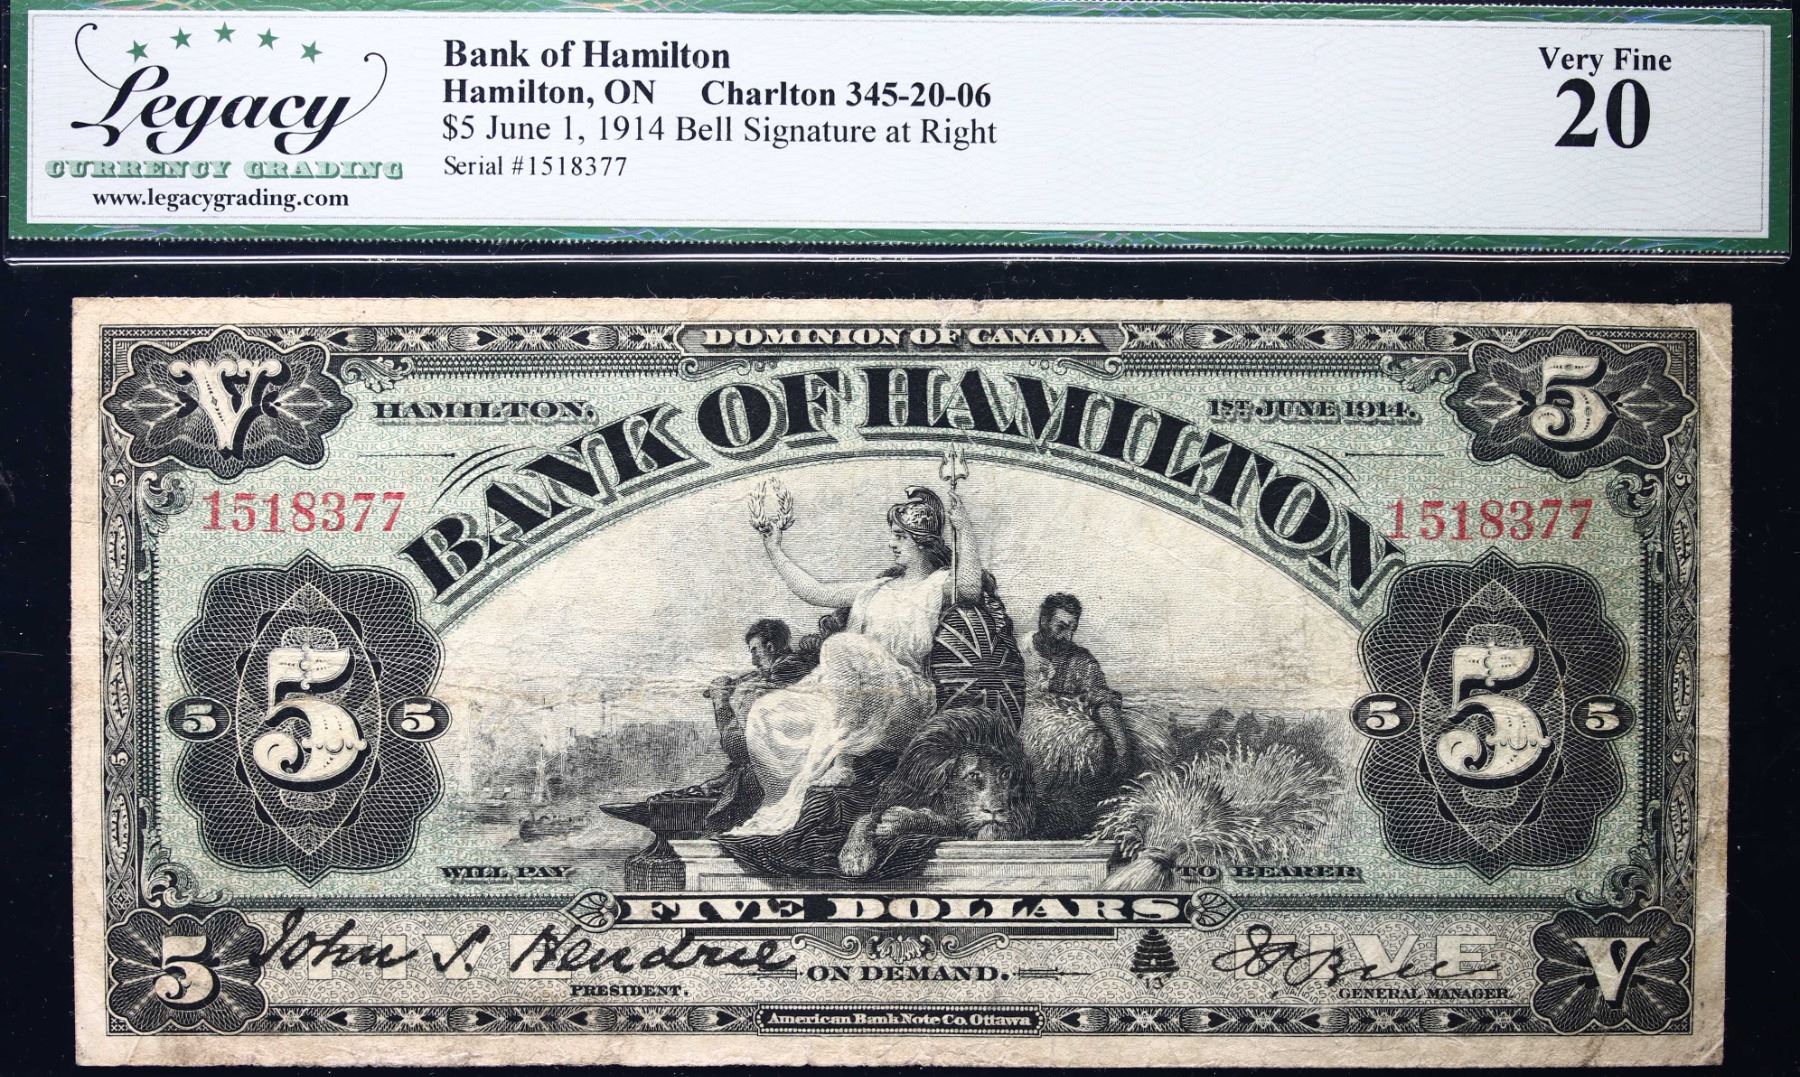 Legacy
CURRENCY GRADING
www.legacygrading.com
Bank of Hamilton
Hamilton, ON Charlton 345-20-06
$5 June 1, 1914 Bell Signature at Right
Serial #1518377
Very Fine
20
DOMINION OF CANADA
V
5
HAMILTON.
1ST JUNE 1914.
BANK OF HAMILTON
1518377
1518377
5
5
5
5
5
5
WILL PAY
TO BEARER
FIVE DOLLARS
5
FIVE
John S. Hendrie
PRESIDENT.
ON DEMAND.
13
FIVE
GENERAL MANAGER.
V
American Bank Note Co. Ottawa